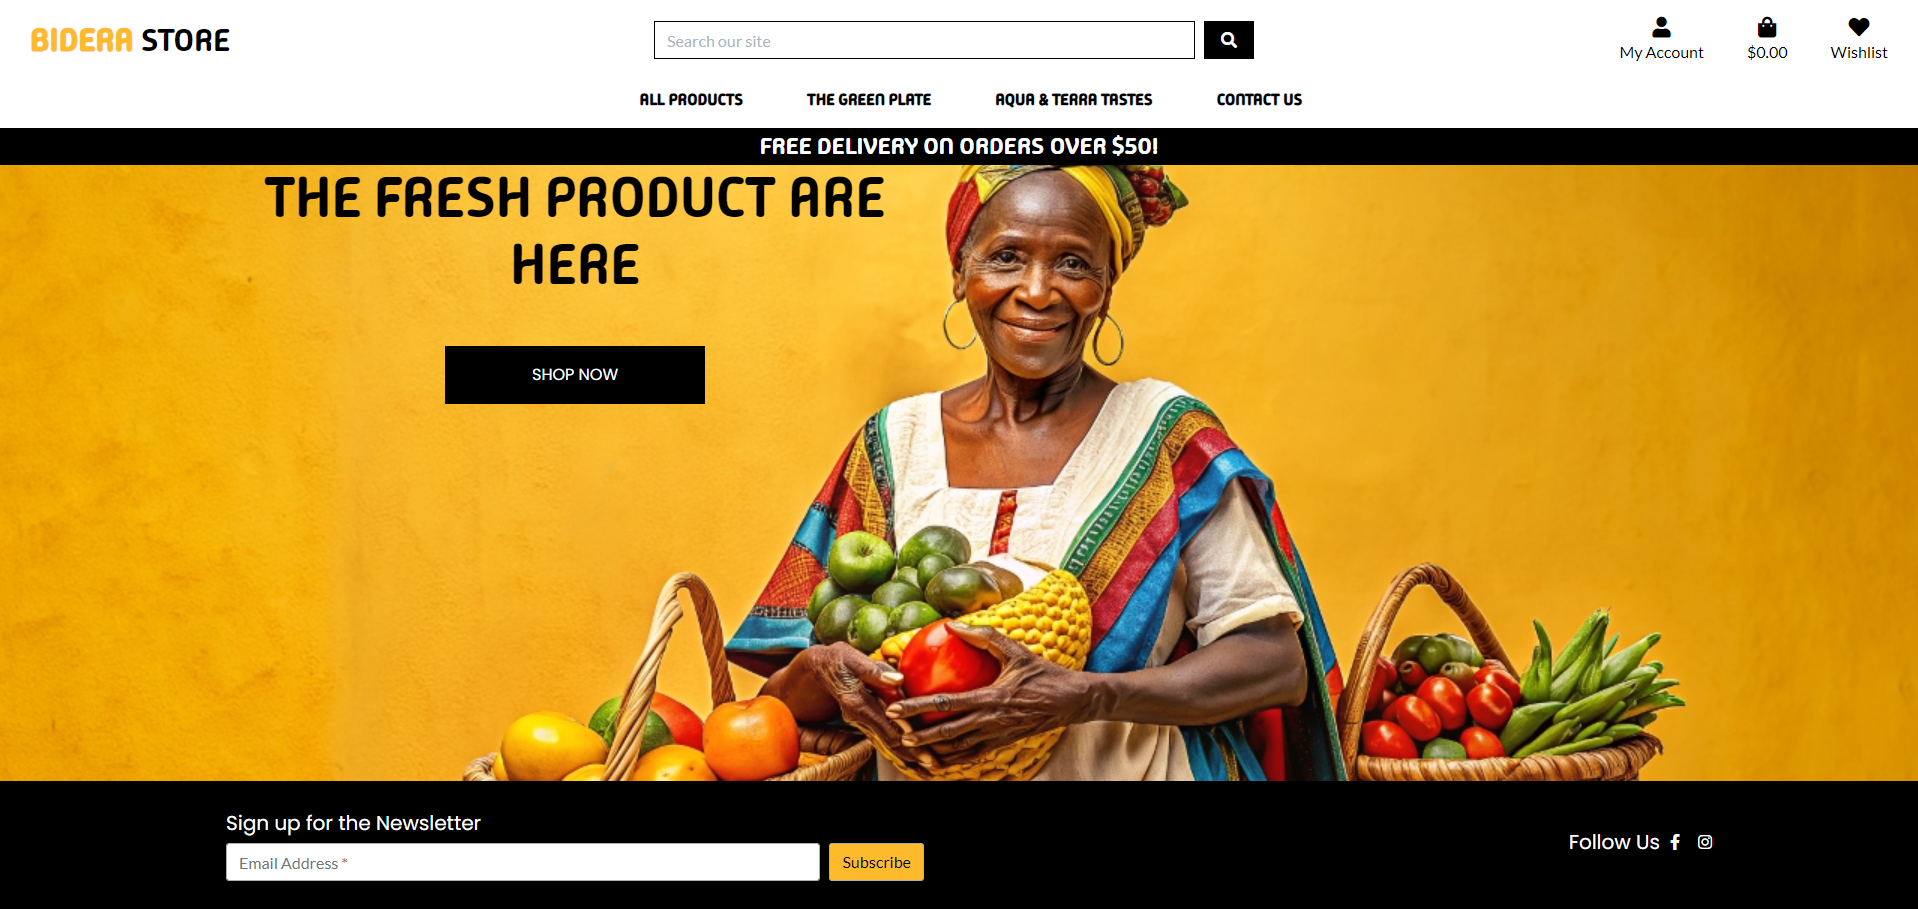 BIDERA STORE
Search our site
My Account
$0.00
Wishlist
ALL PRODUCTS
THE GREEN PLATE
AQUA & TERRA TASTES
CONTACT US
FREE DELIVERY ON ORDERS OVER $50!
THE FRESH PRODUCT ARE
HERE
SHOP NOW
Sign up for the Newsletter
Email Address *
Subscribe
Follow Us